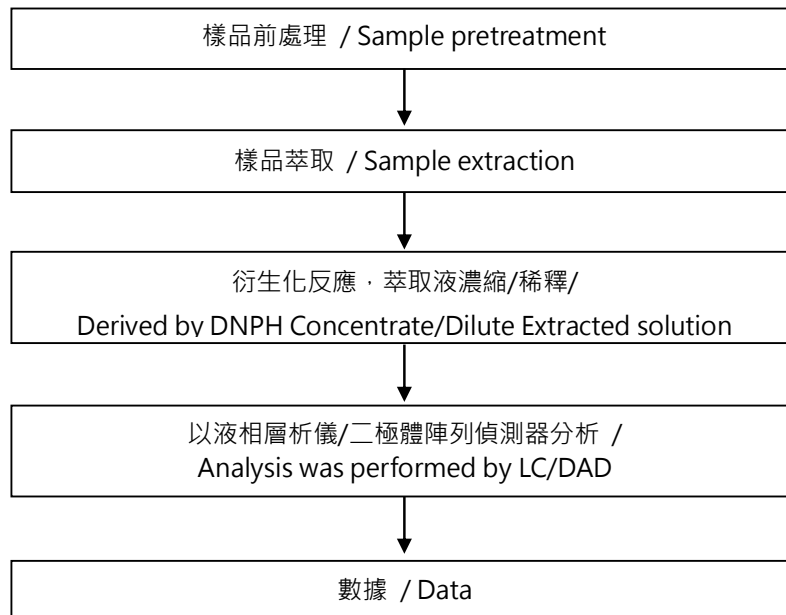 樣品前處理 / Sample pretreatment
樣品萃取 / Sample extraction
衍生化反應，萃取液濃縮/稀釋/
Derived by DNPH Concentrate/Dilute Extracted solution
以液相層析儀/二極體陣列偵測器分析 /
Analysis was performed by LC/DAD
數據 / Data